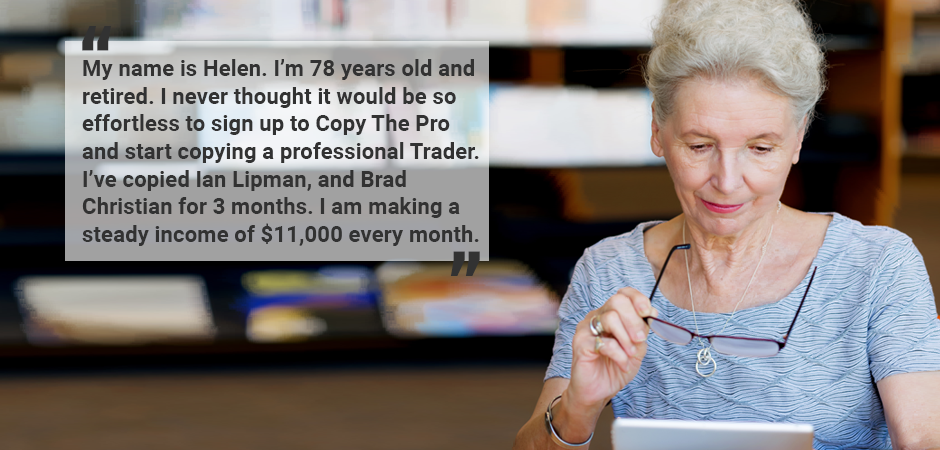 “
My name is Helen. I’m 78 years old and
retired. I never thought it would be so
effortless to sign up to Copy The Pro
and start copying a professional Trader.
I’ve copied Ian Lipman, and Brad
Christian for 3 months. I am making a
steady income of $11,000 every month.
”